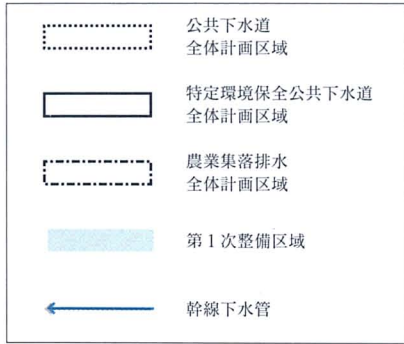 公共下水道
全体計画区域
特定環境保全公共下水道
全体計画区域
農業集落排水
全体計画区域
第1次整備区域
幹線下水管